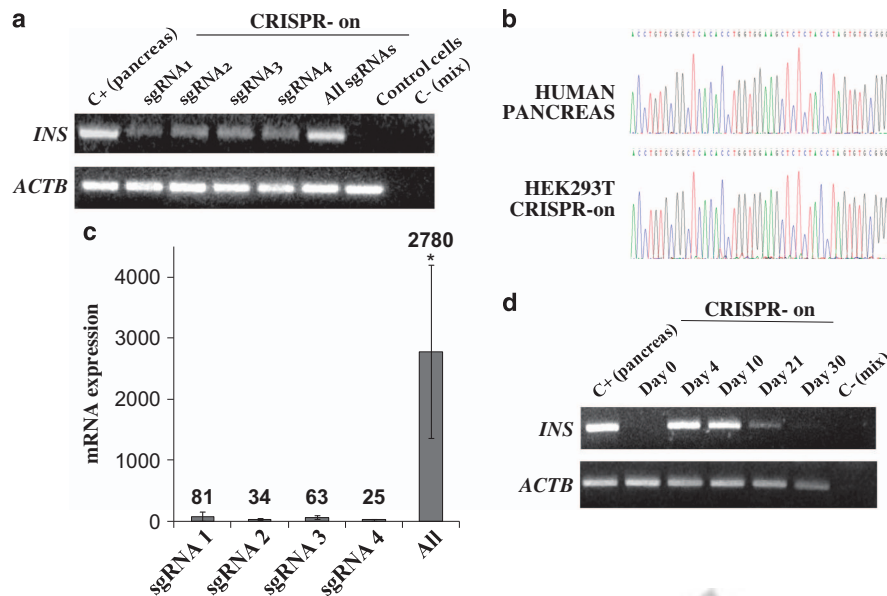 a
CRISPR- on
C+ (pancreas)
sgRNA1
sgRNA2
sgRNA3
sgRNA4
All sgRNAs
Control cells
C- (mix)
INS
ACTB
b
HUMAN
PANCREAS
ACCTGTGCGGCTCACACCTGGTGGAAGCTCTCTACCTAGTGTGCGGG
HEK293T
CRISPR-on
ACCTGTGCGGCTCACACCTGGTGGAAGCTCTCTACCTAGTGTGCGGG
c
mRNA expression
4000
3000
2000
1000
0
81
34
63
25
2780
*
sgRNA 1
sgRNA 2
sgRNA 3
sgRNA 4
All
d
CRISPR- on
C+ (pancreas)
Day 0
Day 4
Day 10
Day 21
Day 30
C- (mix)
INS
ACTB